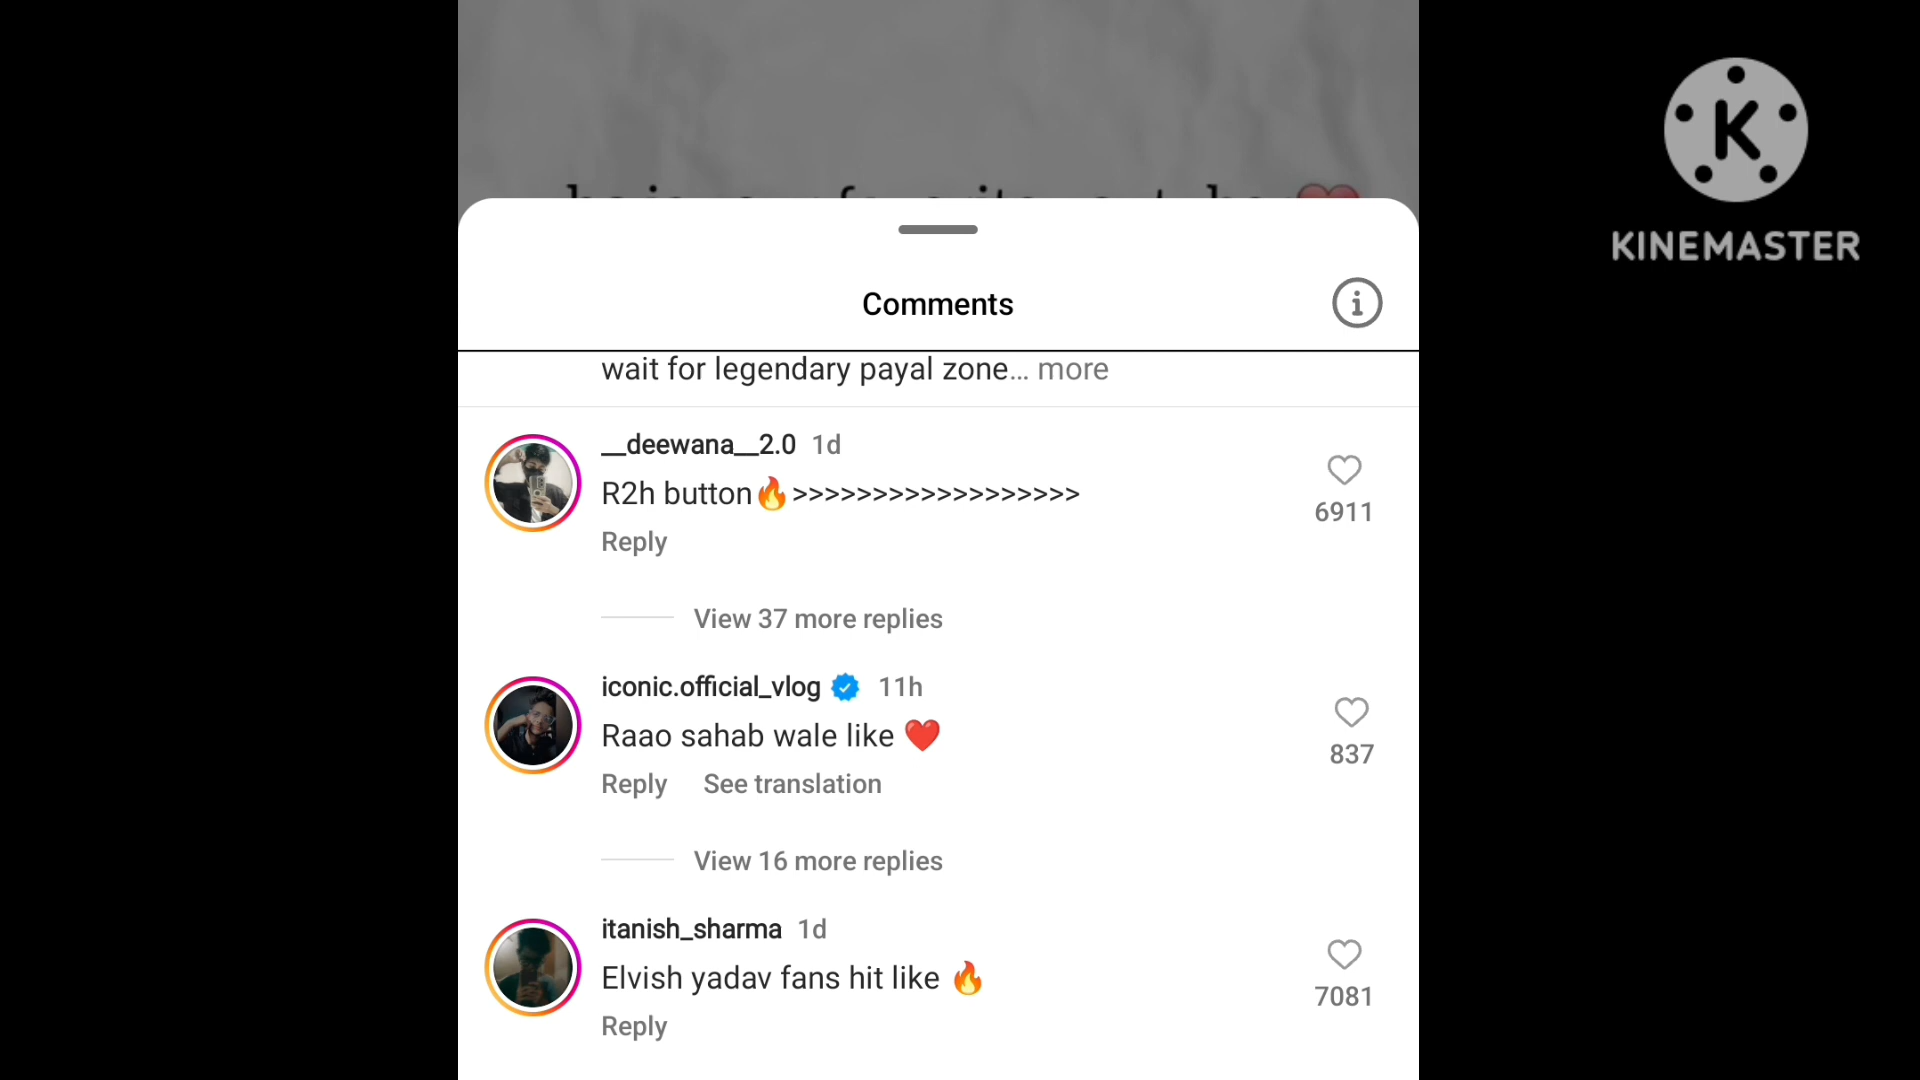 KINEMASTER
Comments
wait for legendary payal zone... more
__deewana__2.0 1d
R2h button🔥>>>>>>>>>>>>>>>>>>
6911
Reply
View 37 more replies
iconic.official_vlog 11h
Raao sahab wale like ❤️
837
Reply See translation
View 16 more replies
itanish_sharma 1d
Elvish yadav fans hit like 🔥
7081
Reply